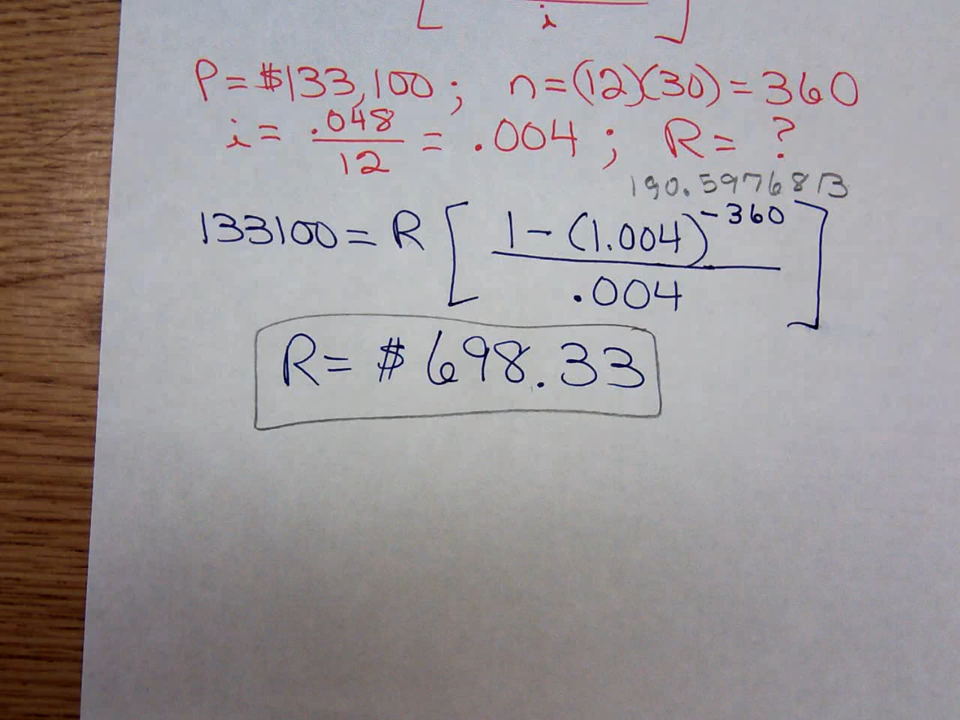 i
P = $133,100 ; n = (12)(30) = 360
i = .048/12 = .004 ; R = ?
190.5976813
133100 = R [ 1 - (1.004)^-360 / .004 ]
R = $698.33